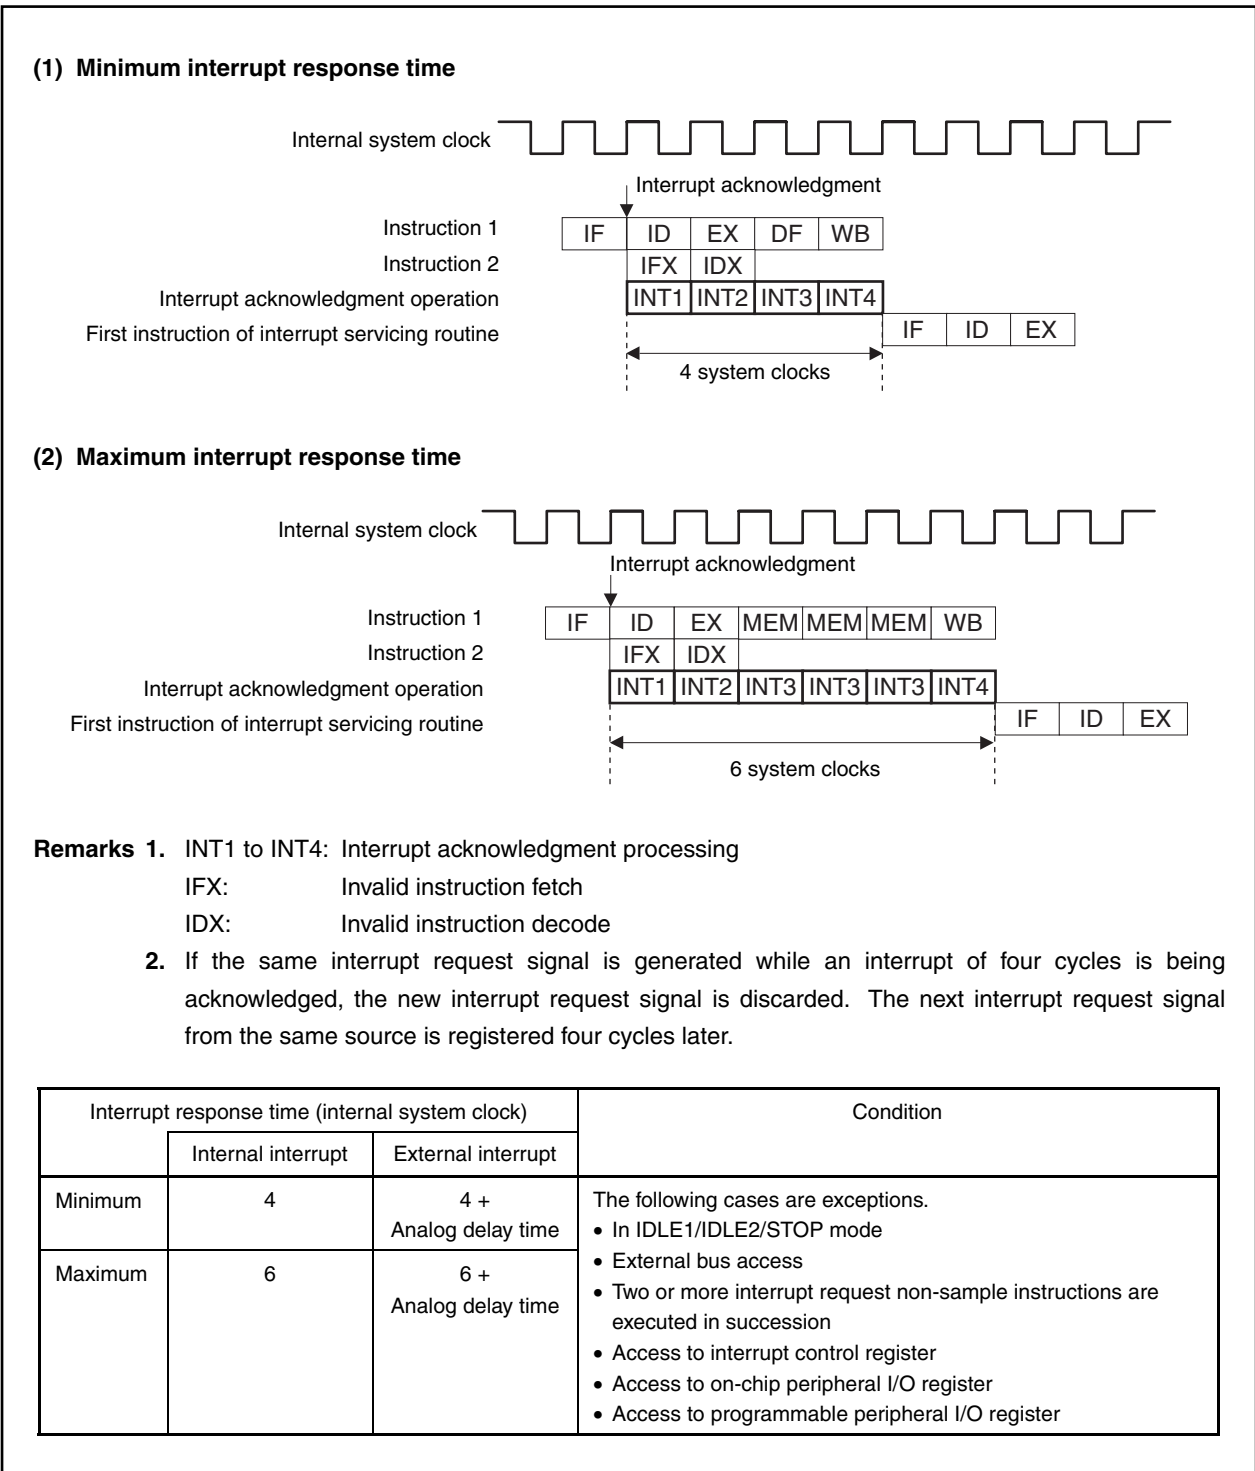 (1) Minimum interrupt response time
Internal system clock
Interrupt acknowledgment
Instruction 1 IF ID EX DF WB
Instruction 2 IFX IDX
Interrupt acknowledgment operation INT1 INT2 INT3 INT4
First instruction of interrupt servicing routine IF ID EX
4 system clocks
(2) Maximum interrupt response time
Internal system clock
Interrupt acknowledgment
Instruction 1 IF ID EX MEM MEM MEM WB
Instruction 2 IFX IDX
Interrupt acknowledgment operation INT1 INT2 INT3 INT3 INT3 INT4
First instruction of interrupt servicing routine IF ID EX
6 system clocks
Remarks 1. INT1 to INT4: Interrupt acknowledgment processing
IFX: Invalid instruction fetch
IDX: Invalid instruction decode
2. If the same interrupt request signal is generated while an interrupt of four cycles is being
acknowledged, the new interrupt request signal is discarded. The next interrupt request signal
from the same source is registered four cycles later.
Interrupt response time (internal system clock) Condition
Internal interrupt External interrupt
Minimum 4 4 +
Analog delay time
Maximum 6 6 +
Analog delay time
The following cases are exceptions.
• In IDLE1/IDLE2/STOP mode
• External bus access
• Two or more interrupt request non-sample instructions are
executed in succession
• Access to interrupt control register
• Access to on-chip peripheral I/O register
• Access to programmable peripheral I/O register